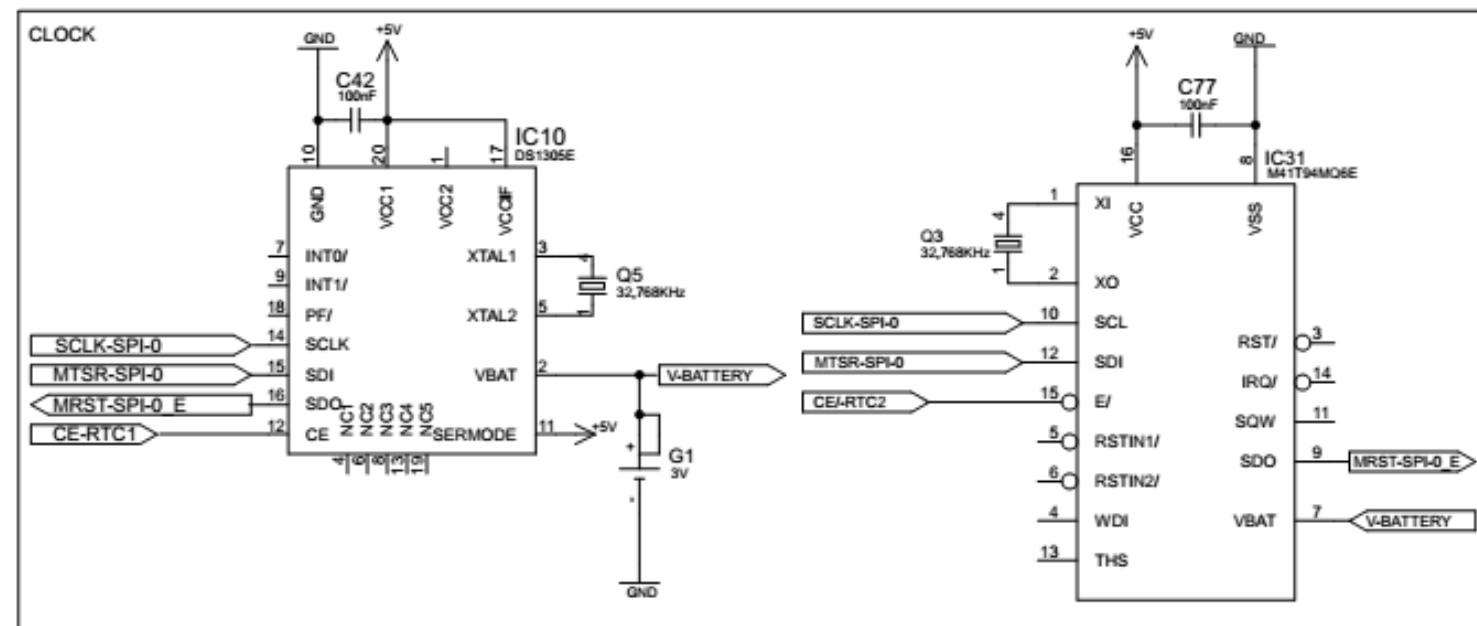 CLOCK
GND
+5V
C42
100nF
10
20
1
17
IC10
DS1305E
GND
VCC1
VCC2
VCCIF
7
INT0/
XTAL1
3
4
Q5
32,768KHz
1
9
INT1/
18
PF/
XTAL2
5
SCLK-SPI-0
14
SCLK
MTSR-SPI-0
15
SDI
VBAT
2
V-BATTERY
MRST-SPI-0_E
16
SDO
CE-RTC1
12
CE
NC1
NC2
NC3
NC4
NC5
SERMODE
11
+5V
4
6
8
13
19
+
G1
3V
-
GND
+5V
GND
C77
100nF
16
8
IC31
M41T94MQ6E
1
XI
VCC
VSS
4
Q3
32,768KHz
1
2
XO
SCLK-SPI-0
10
SCL
RST/
3
MTSR-SPI-0
12
SDI
IRQ/
14
CE/-RTC2
15
E/
SQW
11
5
RSTIN1/
SDO
9
MRST-SPI-0_E
6
RSTIN2/
4
WDI
VBAT
7
V-BATTERY
13
THS